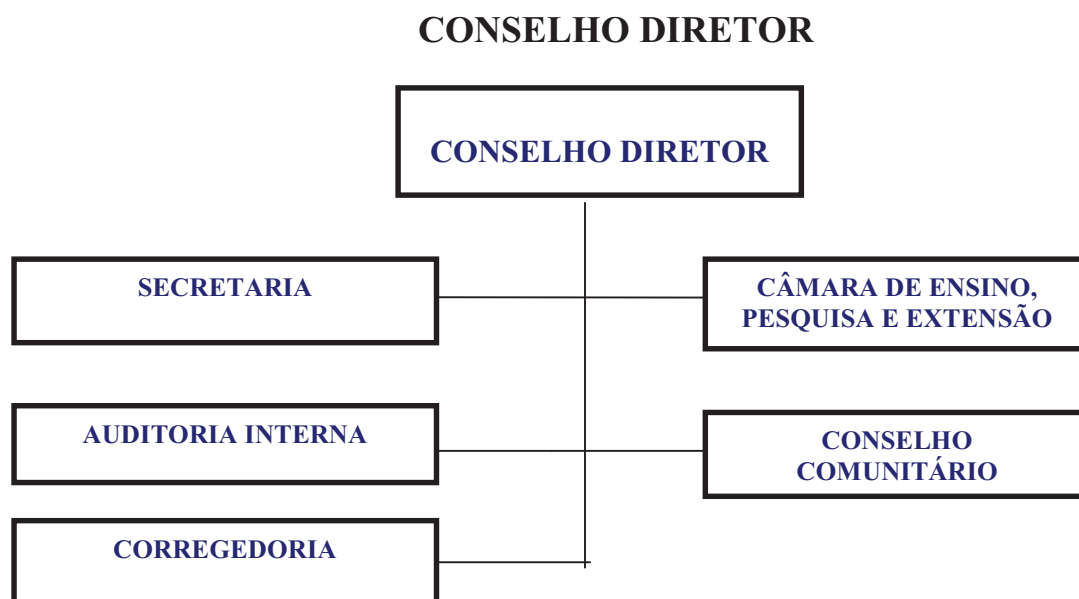 CONSELHO DIRETOR
CONSELHO DIRETOR
SECRETARIA
CÂMARA DE ENSINO,
PESQUISA E EXTENSÃO
AUDITORIA INTERNA
CONSELHO
COMUNITÁRIO
CORREGEDORIA